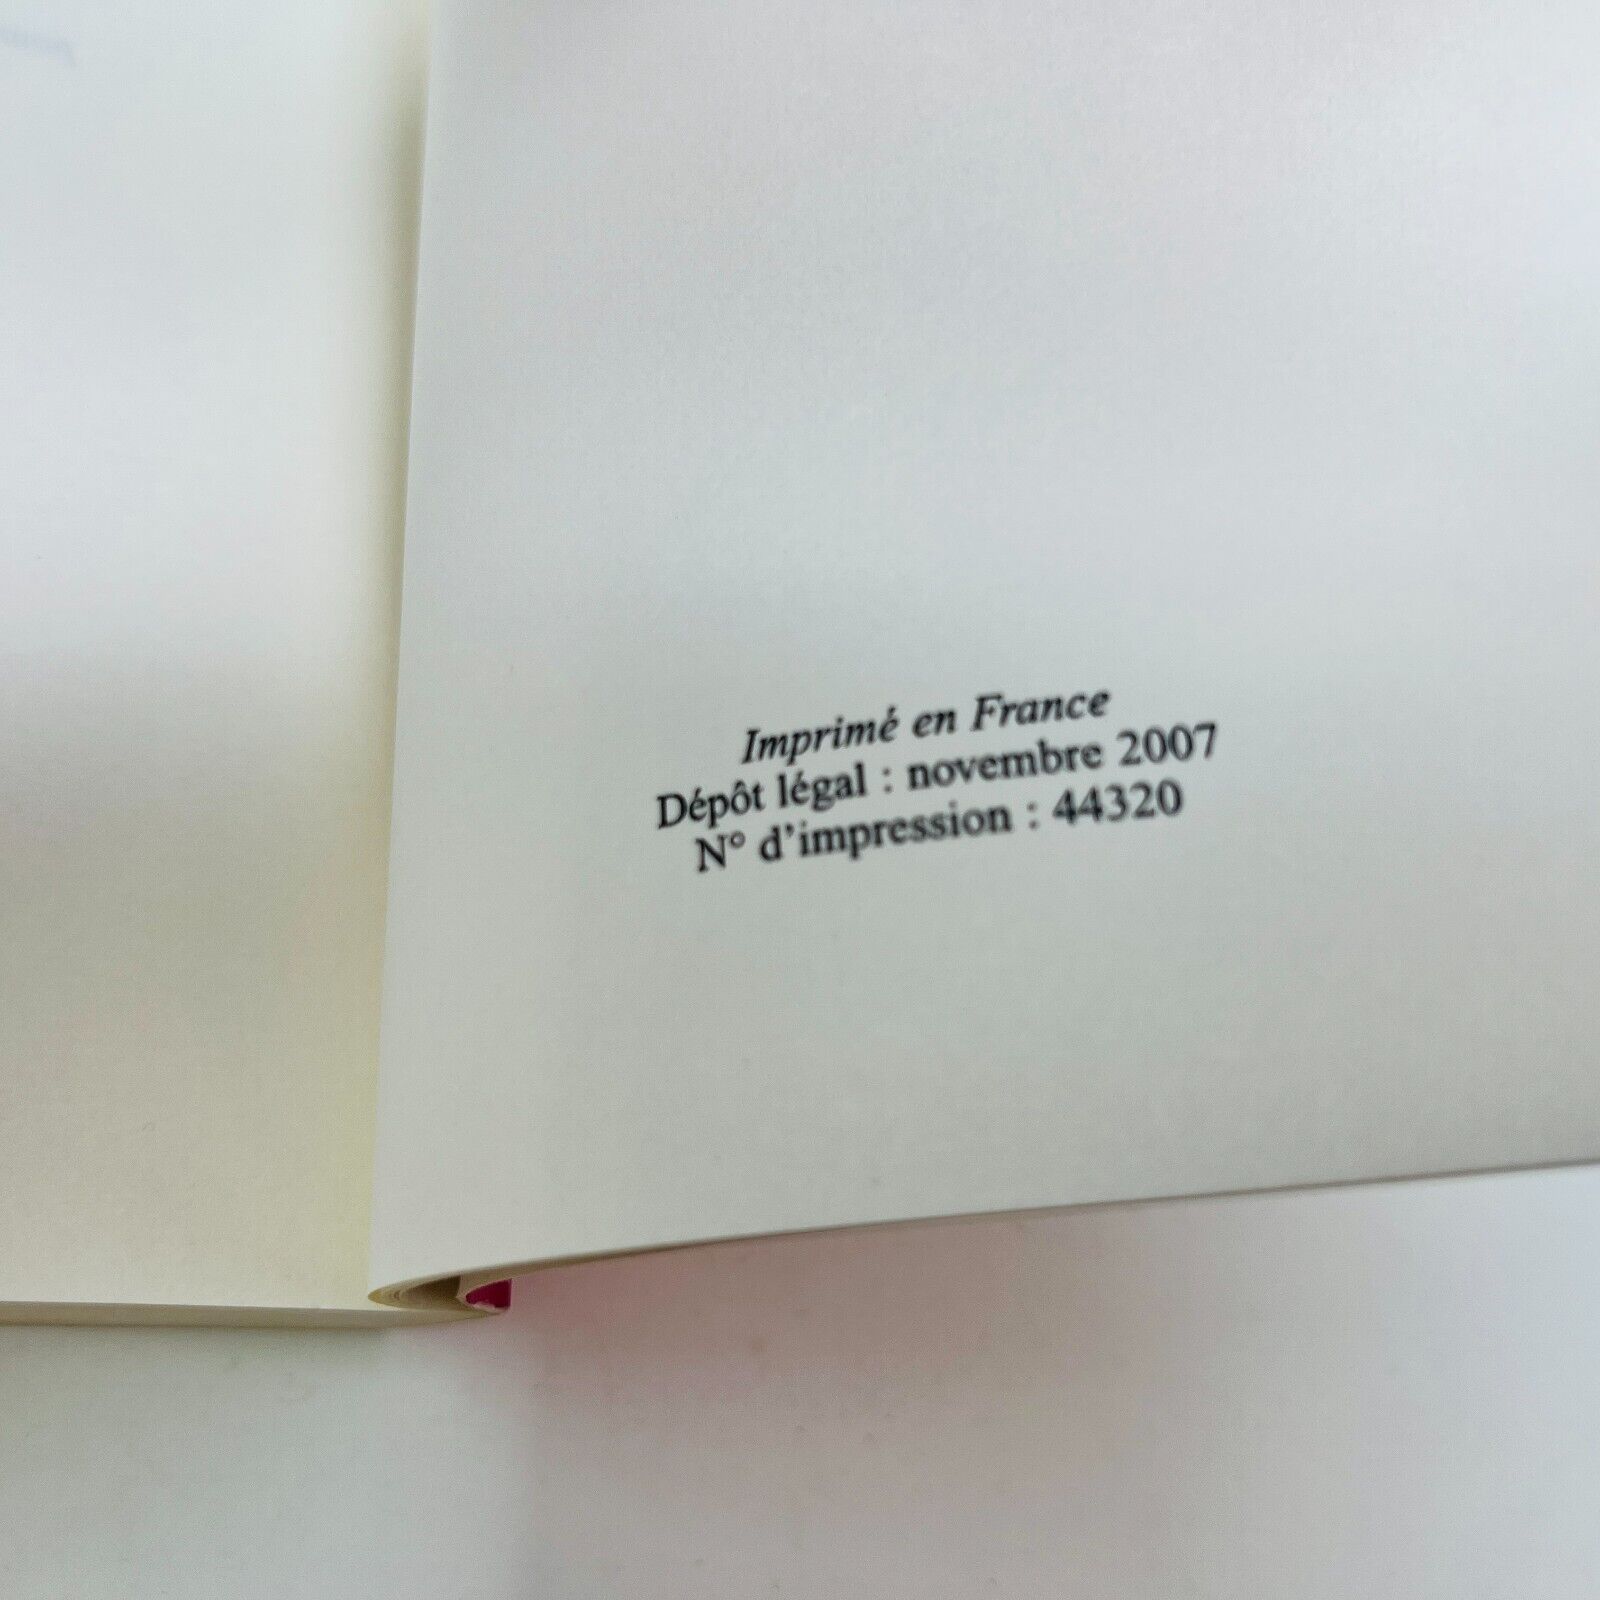 Imprimé en France
Dépôt légal : novembre 2007
N° d'impression : 44320